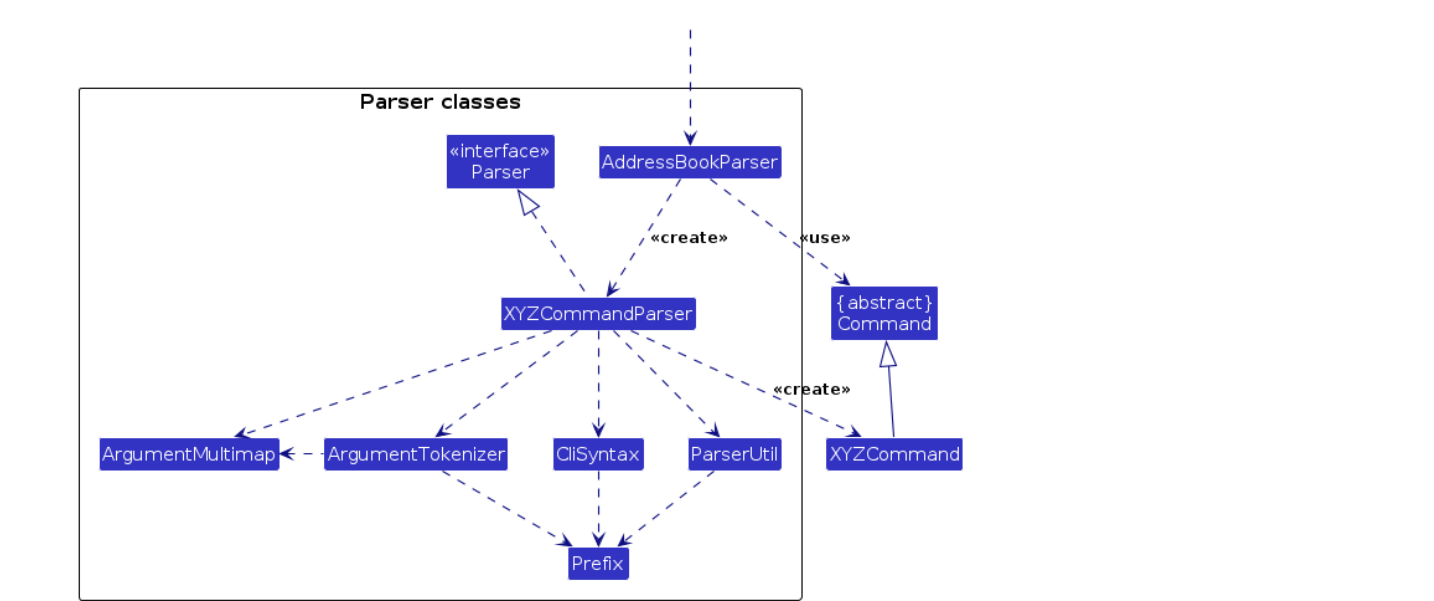 Parser classes
«interface»
Parser
AddressBookParser
«create»
«use»
XYZCommandParser
{abstract}
Command
«create»
ArgumentMultimap
ArgumentTokenizer
CliSyntax
ParserUtil
XYZCommand
Prefix